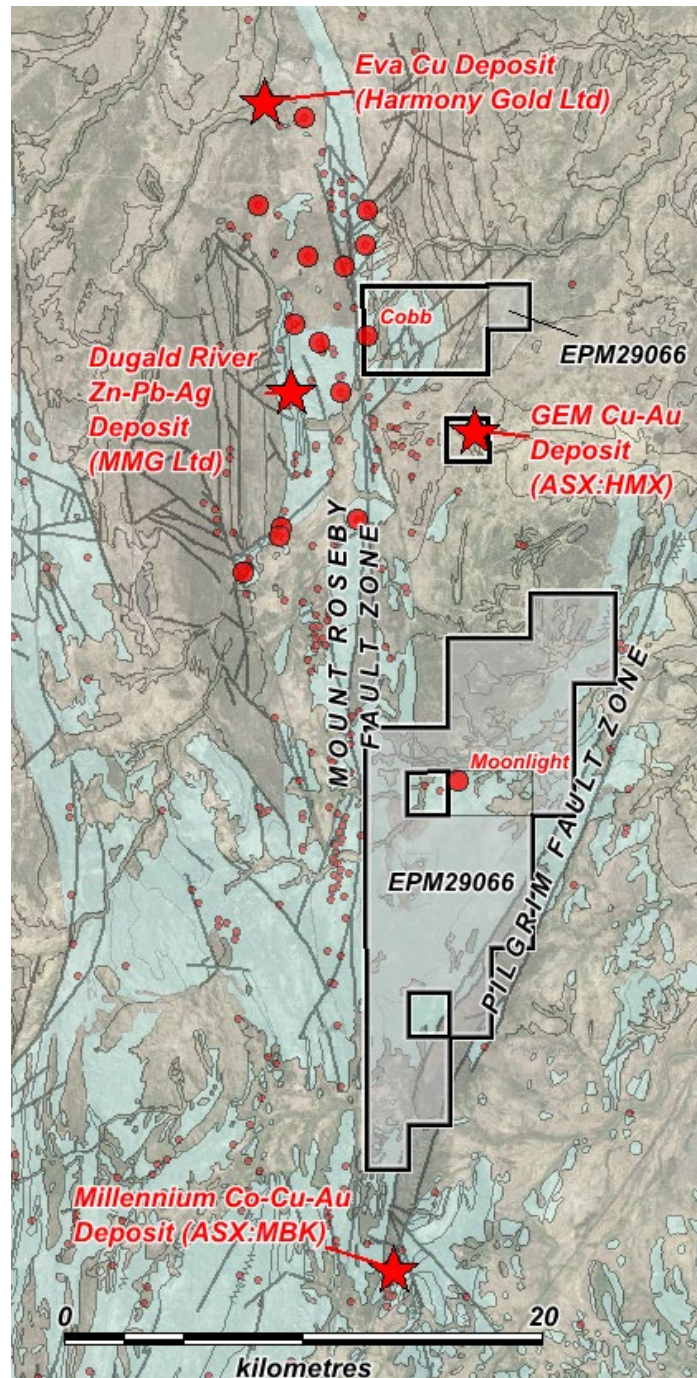 Eva Cu Deposit
(Harmony Gold Ltd)
Cobb
EPM29066
Dugald River
Zn-Pb-Ag
Deposit
(MMG Ltd)
GEM Cu-Au
Deposit
(ASX:HMX)
MOUNT ROSEBY
FAULT ZONE
PILGRIM FAULT ZONE
Moonlight
EPM29066
Millennium Co-Cu-Au
Deposit (ASX:MBK)
0 20
kilometres